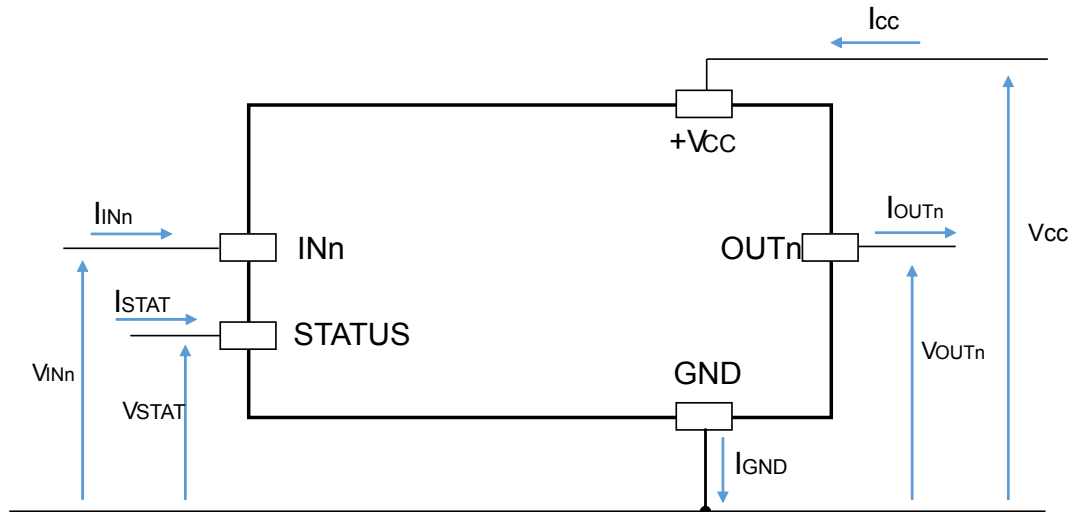 ICC
+VCC
IINn
INn
OUTn
IOUTn
VCC
ISTAT
STATUS
VINn
VSTAT
GND
VOUTn
IGND